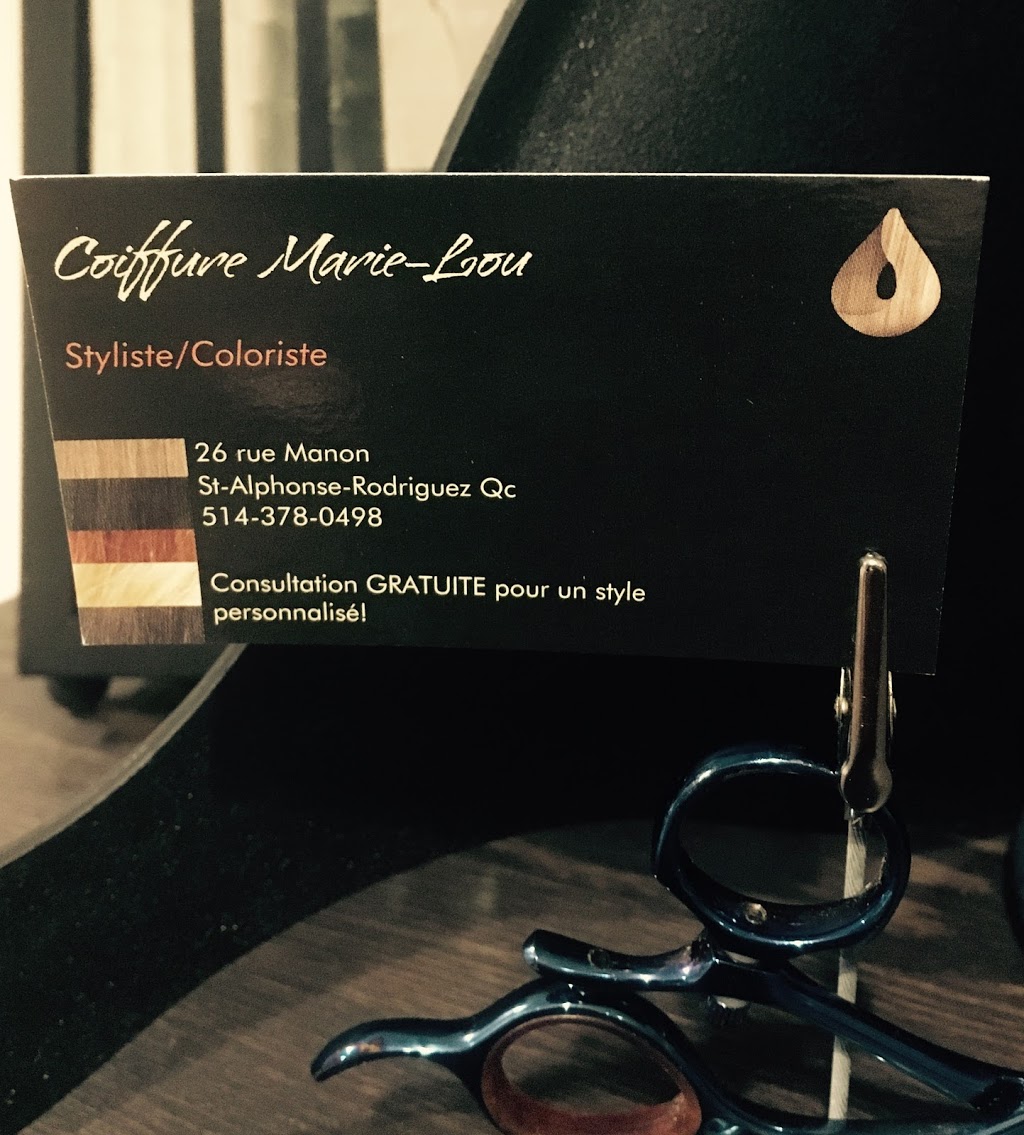 Coiffure Marie-Lou
Styliste/Coloriste
26 rue Manon
St-Alphonse-Rodriguez Qc
514-378-0498
Consultation GRATUITE pour un style
personnalisé!